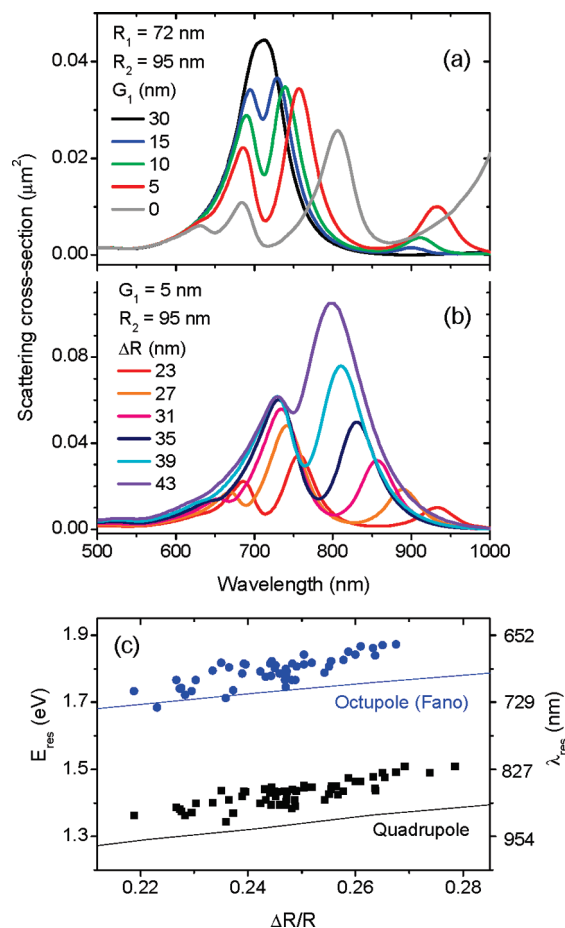 (a)
R1 = 72 nm
R2 = 95 nm
G1 (nm)
30
15
10
5
0
0.04
0.02
0.00
Scattering cross-section (μm²)
(b)
G1 = 5 nm
R2 = 95 nm
ΔR (nm)
23
27
31
35
39
43
0.08
0.04
0.00
500 600 700 800 900 1000
Wavelength (nm)
(c)
1.9
1.7
1.5
1.3
Eres (eV)
652
729
827
954
λres (nm)
Octupole (Fano)
Quadrupole
0.22 0.24 0.26 0.28
ΔR/R